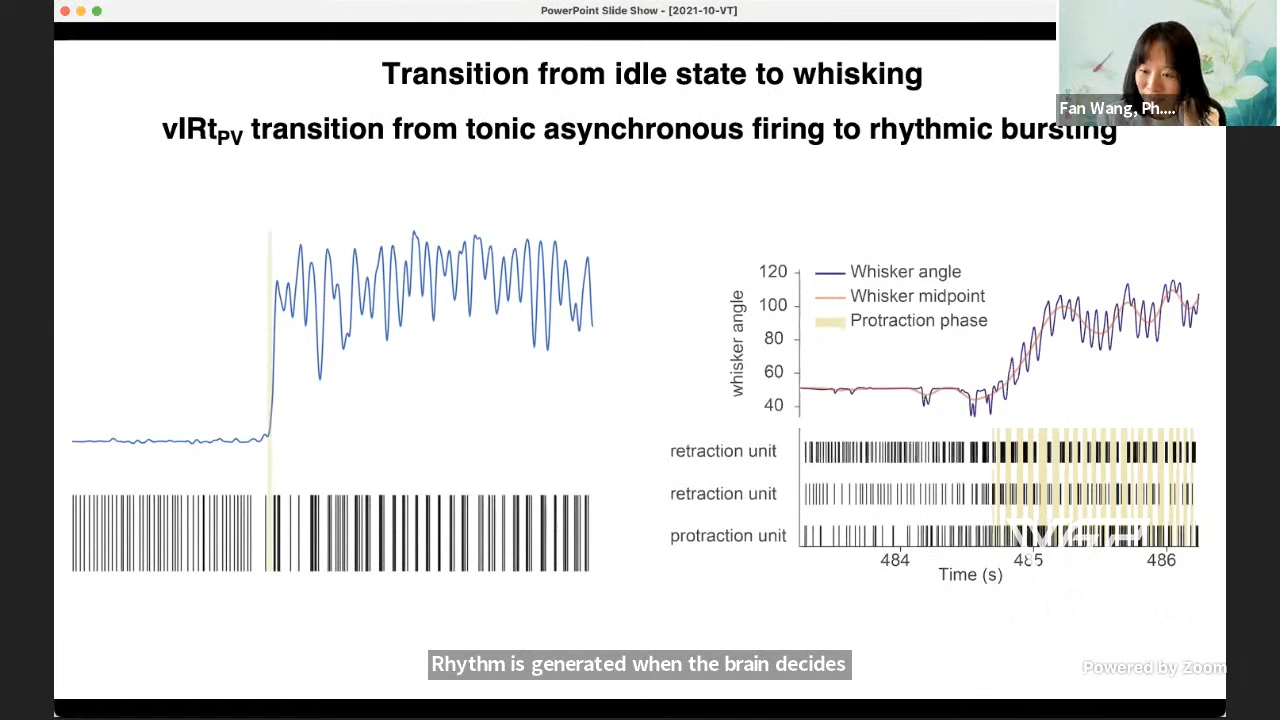 PowerPoint Slide Show - [2021-10-VT]
Transition from idle state to whisking
Fan Wang, Ph....
vIRtPV transition from tonic asynchronous firing to rhythmic bursting
120
100
80
60
40
whisker angle
Whisker angle
Whisker midpoint
Protraction phase
retraction unit
retraction unit
protraction unit
484
485
486
Time (s)
Rhythm is generated when the brain decides
Powered by Zoom